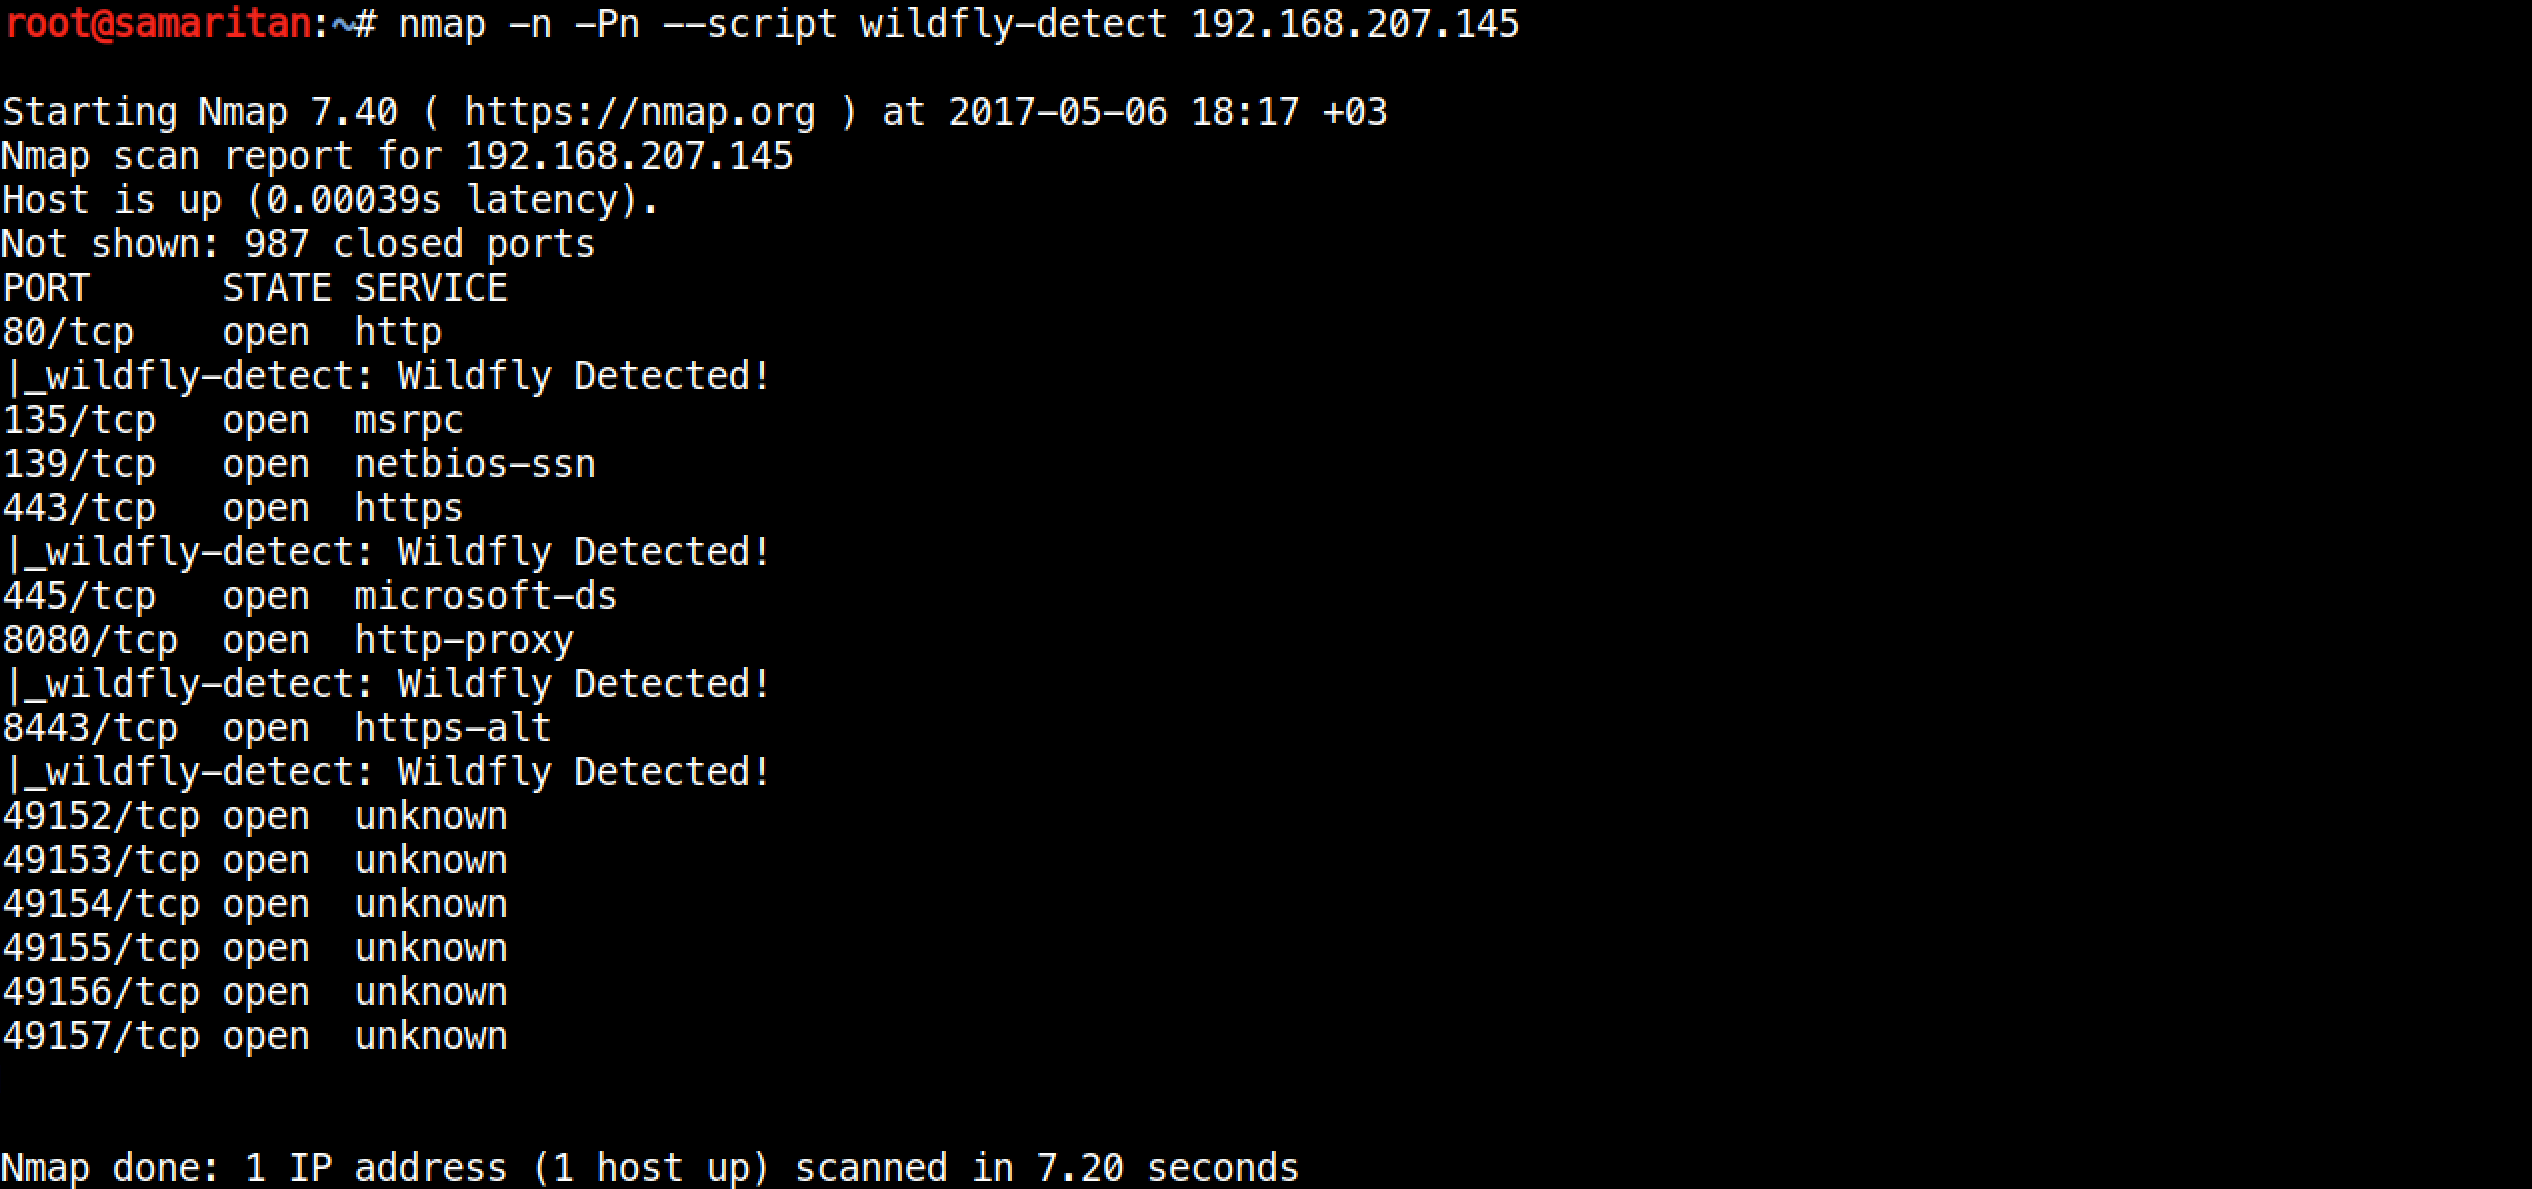 root@samaritan:~# nmap -n -Pn --script wildfly-detect 192.168.207.145
Starting Nmap 7.40 ( https://nmap.org ) at 2017-05-06 18:17 +03
Nmap scan report for 192.168.207.145
Host is up (0.00039s latency).
Not shown: 987 closed ports
PORT      STATE SERVICE
80/tcp    open  http
|_wildfly-detect: Wildfly Detected!
135/tcp   open  msrpc
139/tcp   open  netbios-ssn
443/tcp   open  https
|_wildfly-detect: Wildfly Detected!
445/tcp   open  microsoft-ds
8080/tcp  open  http-proxy
|_wildfly-detect: Wildfly Detected!
8443/tcp  open  https-alt
|_wildfly-detect: Wildfly Detected!
49152/tcp open  unknown
49153/tcp open  unknown
49154/tcp open  unknown
49155/tcp open  unknown
49156/tcp open  unknown
49157/tcp open  unknown
Nmap done: 1 IP address (1 host up) scanned in 7.20 seconds